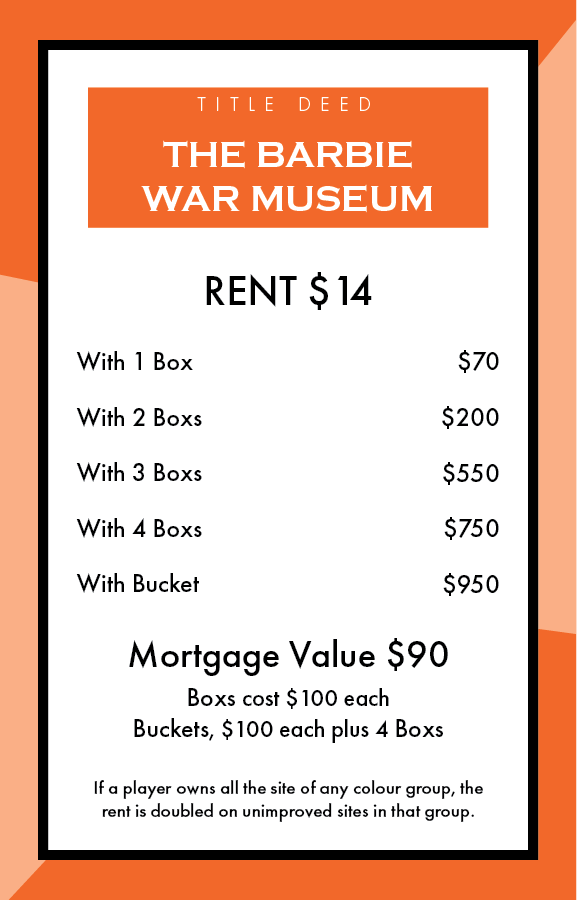 TITLE DEED
THE BARBIE
WAR MUSEUM
RENT $14
With 1 Box $70
With 2 Boxs $200
With 3 Boxs $550
With 4 Boxs $750
With Bucket $950
Mortgage Value $90
Boxs cost $100 each
Buckets, $100 each plus 4 Boxs
If a player owns all the site of any colour group, the
rent is doubled on unimproved sites in that group.